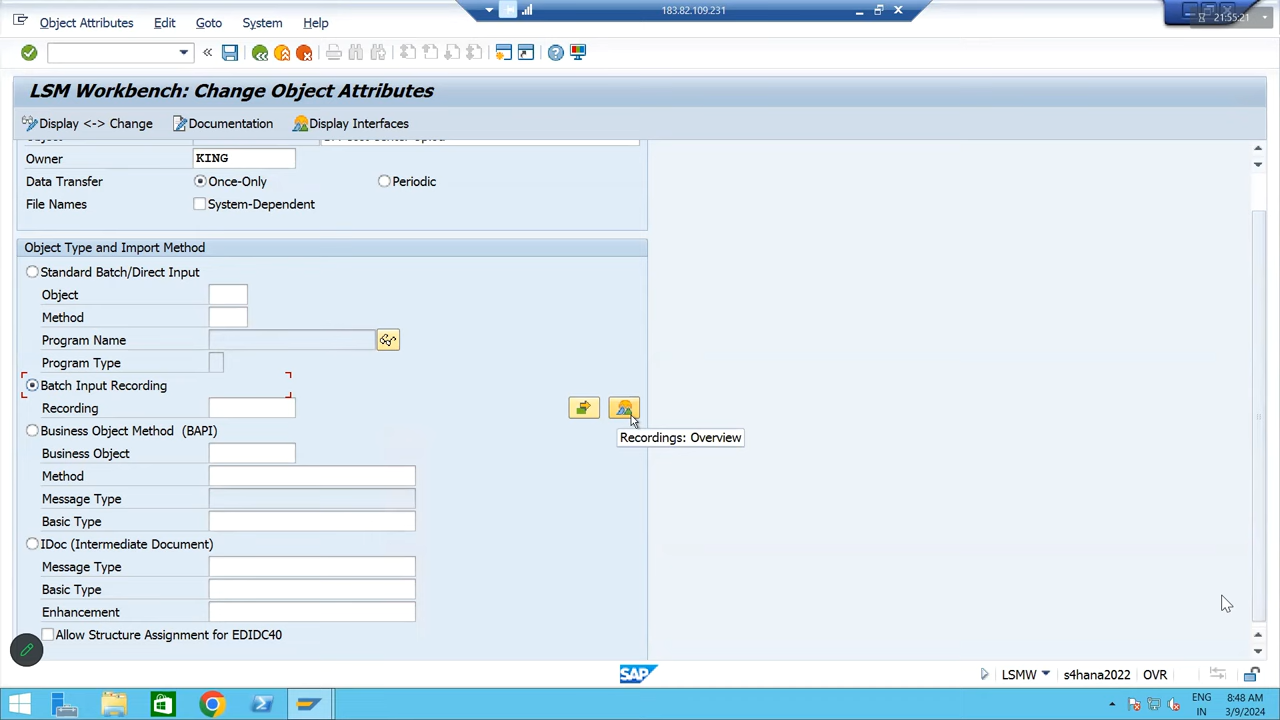 183.82.109.231
21:55:21
Object Attributes Edit Goto System Help
LSM Workbench: Change Object Attributes
Display <-> Change Documentation Display Interfaces
Owner KING
Data Transfer Once-Only Periodic
File Names System-Dependent
Object Type and Import Method
Standard Batch/Direct Input
Object
Method
Program Name
Program Type
Batch Input Recording
Recording
Recordings: Overview
Business Object Method (BAPI)
Business Object
Method
Message Type
Basic Type
IDoc (Intermediate Document)
Message Type
Basic Type
Enhancement
Allow Structure Assignment for EDIDC40
SAP LSMW s4hana2022 OVR
ENG 8:48 AM
IN 3/9/2024